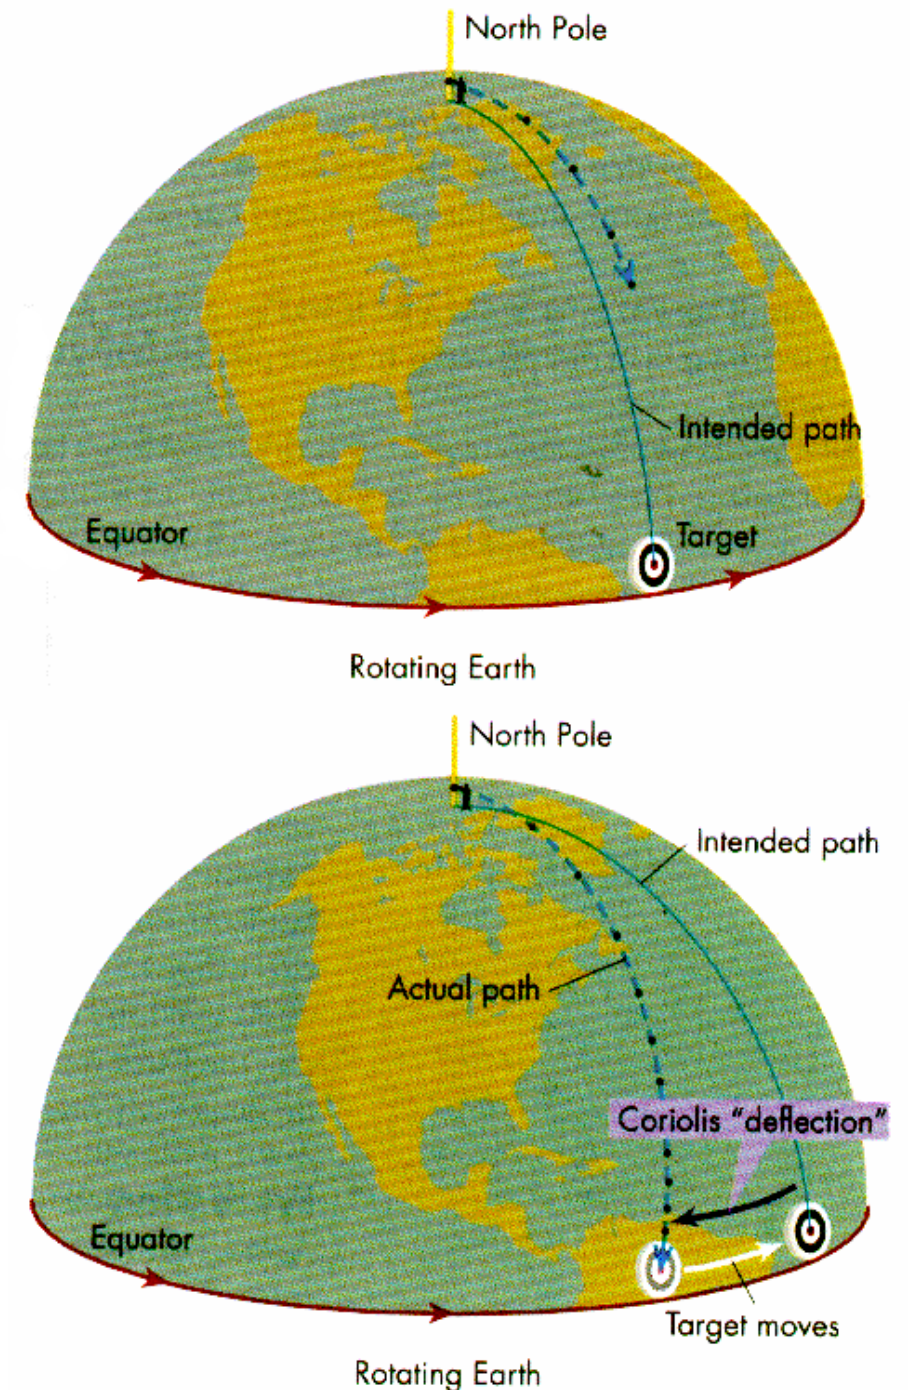 North Pole
Intended path
Equator
Target
Rotating Earth
North Pole
Intended path
Actual path
Coriolis "deflection"
Equator
Target moves
Rotating Earth